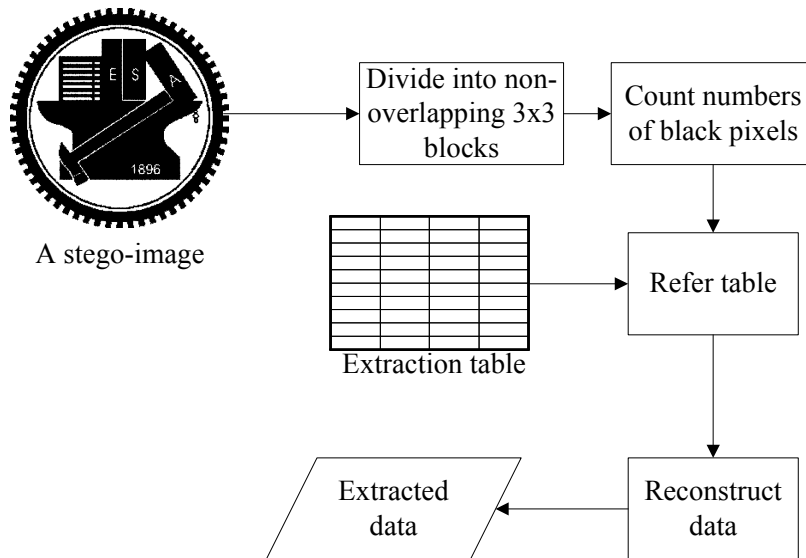 E S A
1896
A stego-image
Divide into non-
overlapping 3x3
blocks
Count numbers
of black pixels
Refer table
Extraction table
Extracted
data
Reconstruct
data